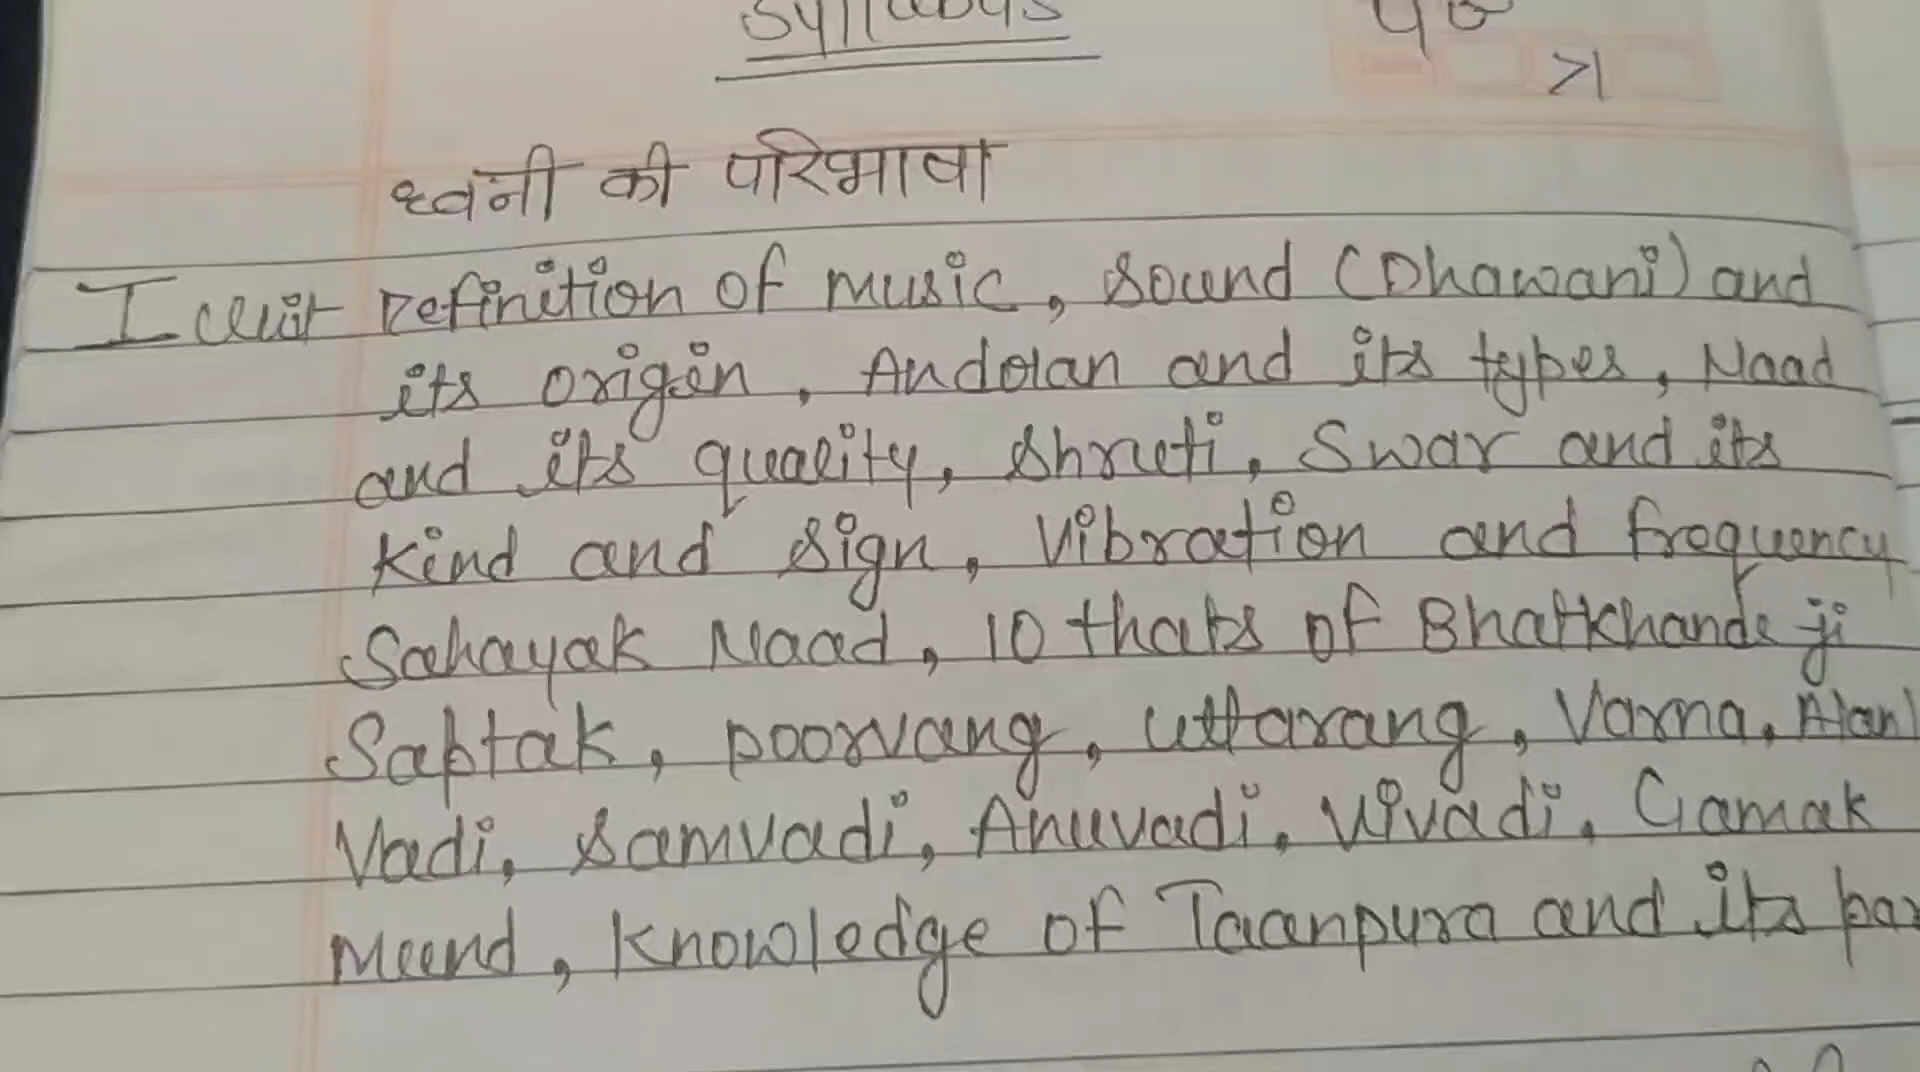 Syllabus
ध्वनी की परिभाषा
I unit Definition of music, sound (Dhawani) and
its origin, Andolan and its types, Naad
and its quality, shruti, Swar and its
kind and sign, Vibration and frequency
Sahayak Naad, 10 thats of Bhatkhande ji
Saptak, poorvang, uttarang, Varna,
Vadi, samvadi, Anuvadi, Vivadi, Gamak
Meend, Knowledge of Taanpura and its